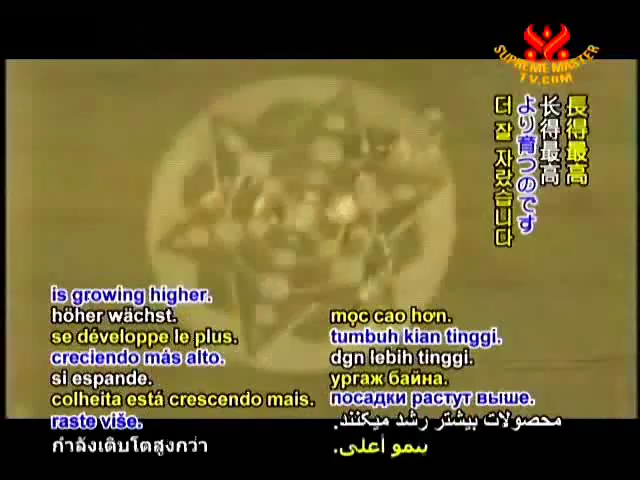 SUPREME MASTER
TV.COM
長得最高
长得最高
より育つのです
더 잘 자랐습니다
is growing higher.
höher wächst.
se développe le plus.
creciendo más alto.
si espande.
colheita está crescendo mais.
raste više.
กำลังเติบโตสูงกว่า
mọc cao hơn.
tumbuh kian tinggi.
dgn lebih tinggi.
ургаж байна.
посадки растут выше.
محصولات بیشتر رشد میکنند.
ينمو أعلى.